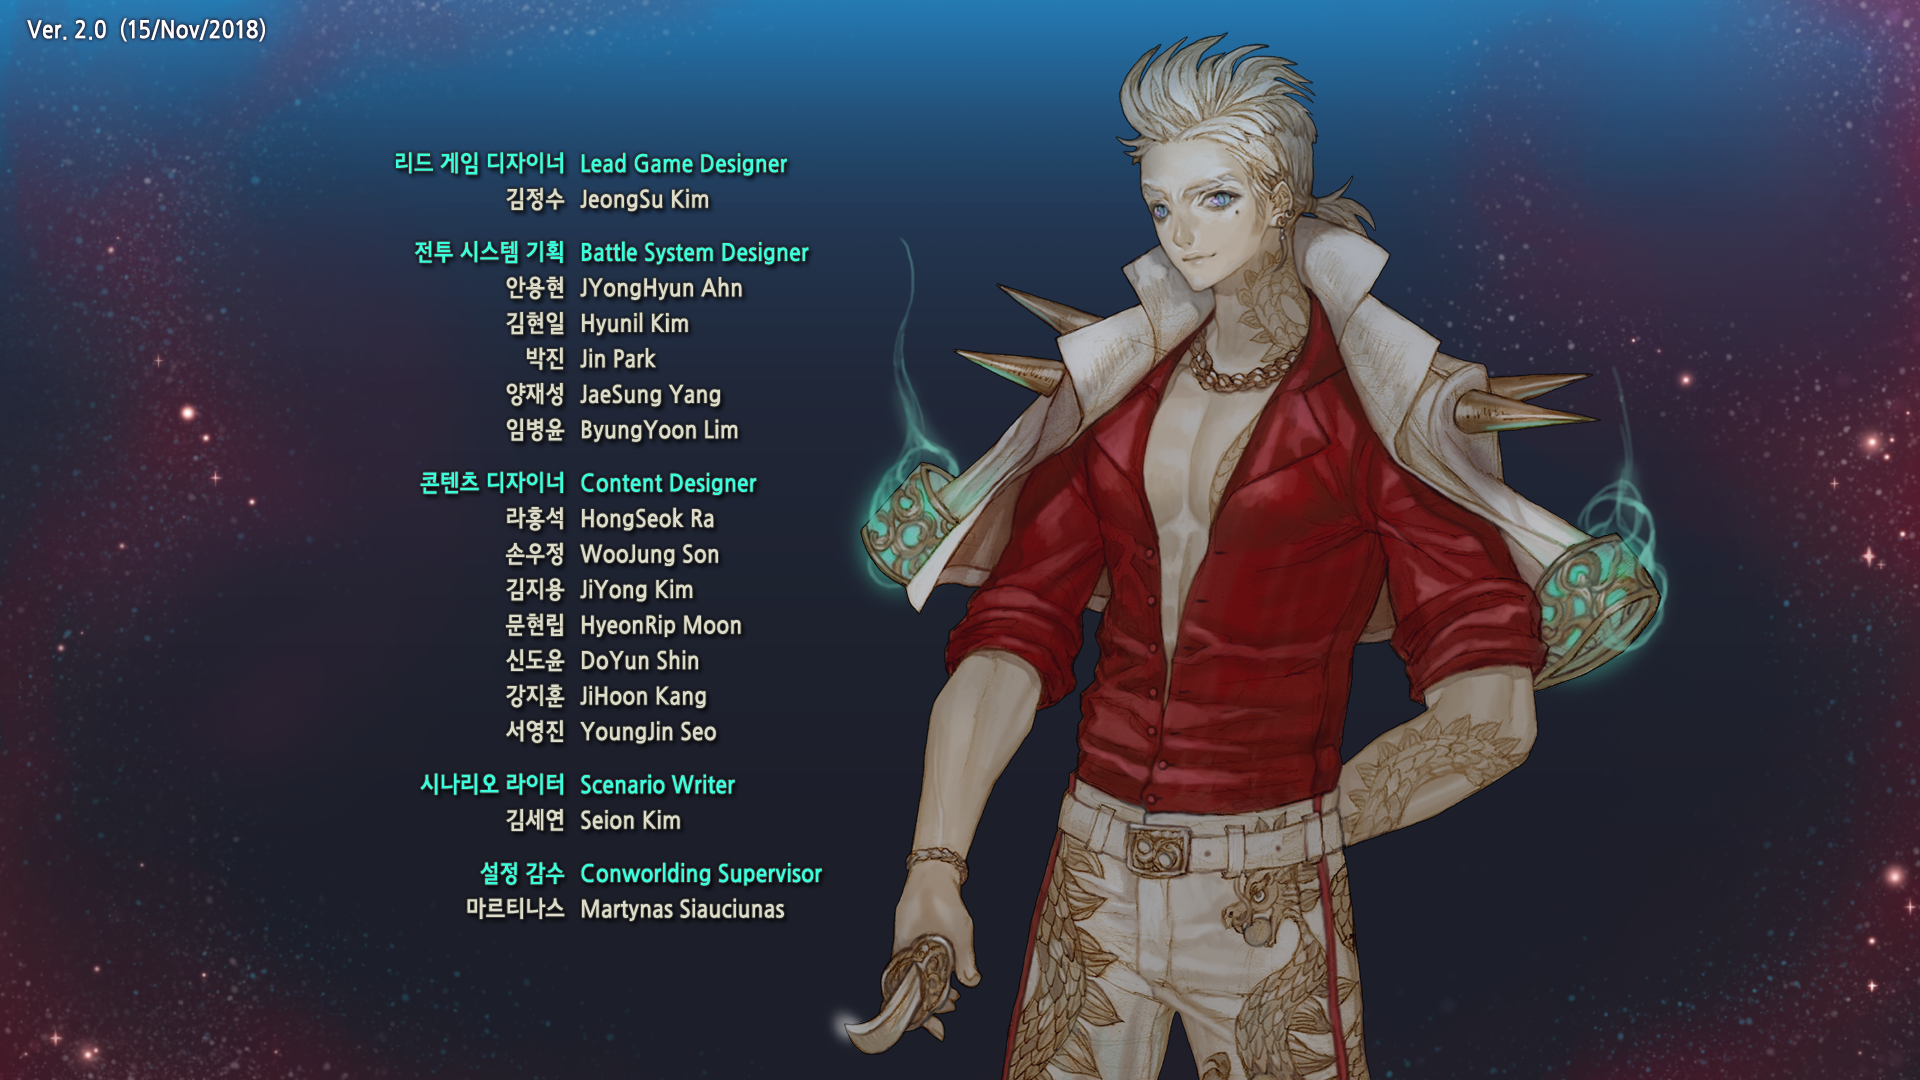 Ver. 2.0 (15/Nov/2018)
리드 게임 디자이너 Lead Game Designer
김정수 JeongSu Kim
전투 시스템 기획 Battle System Designer
안용현 JYongHyun Ahn
김현일 Hyunil Kim
박진 Jin Park
양재성 JaeSung Yang
임병윤 ByungYoon Lim
콘텐츠 디자이너 Content Designer
라홍석 HongSeok Ra
손우정 WooJung Son
김지용 JiYong Kim
문현립 HyeonRip Moon
신도윤 DoYun Shin
강지훈 JiHoon Kang
서영진 YoungJin Seo
시나리오 라이터 Scenario Writer
김세연 Seion Kim
설정 감수 Conworlding Supervisor
마르티나스 Martynas Siauciunas